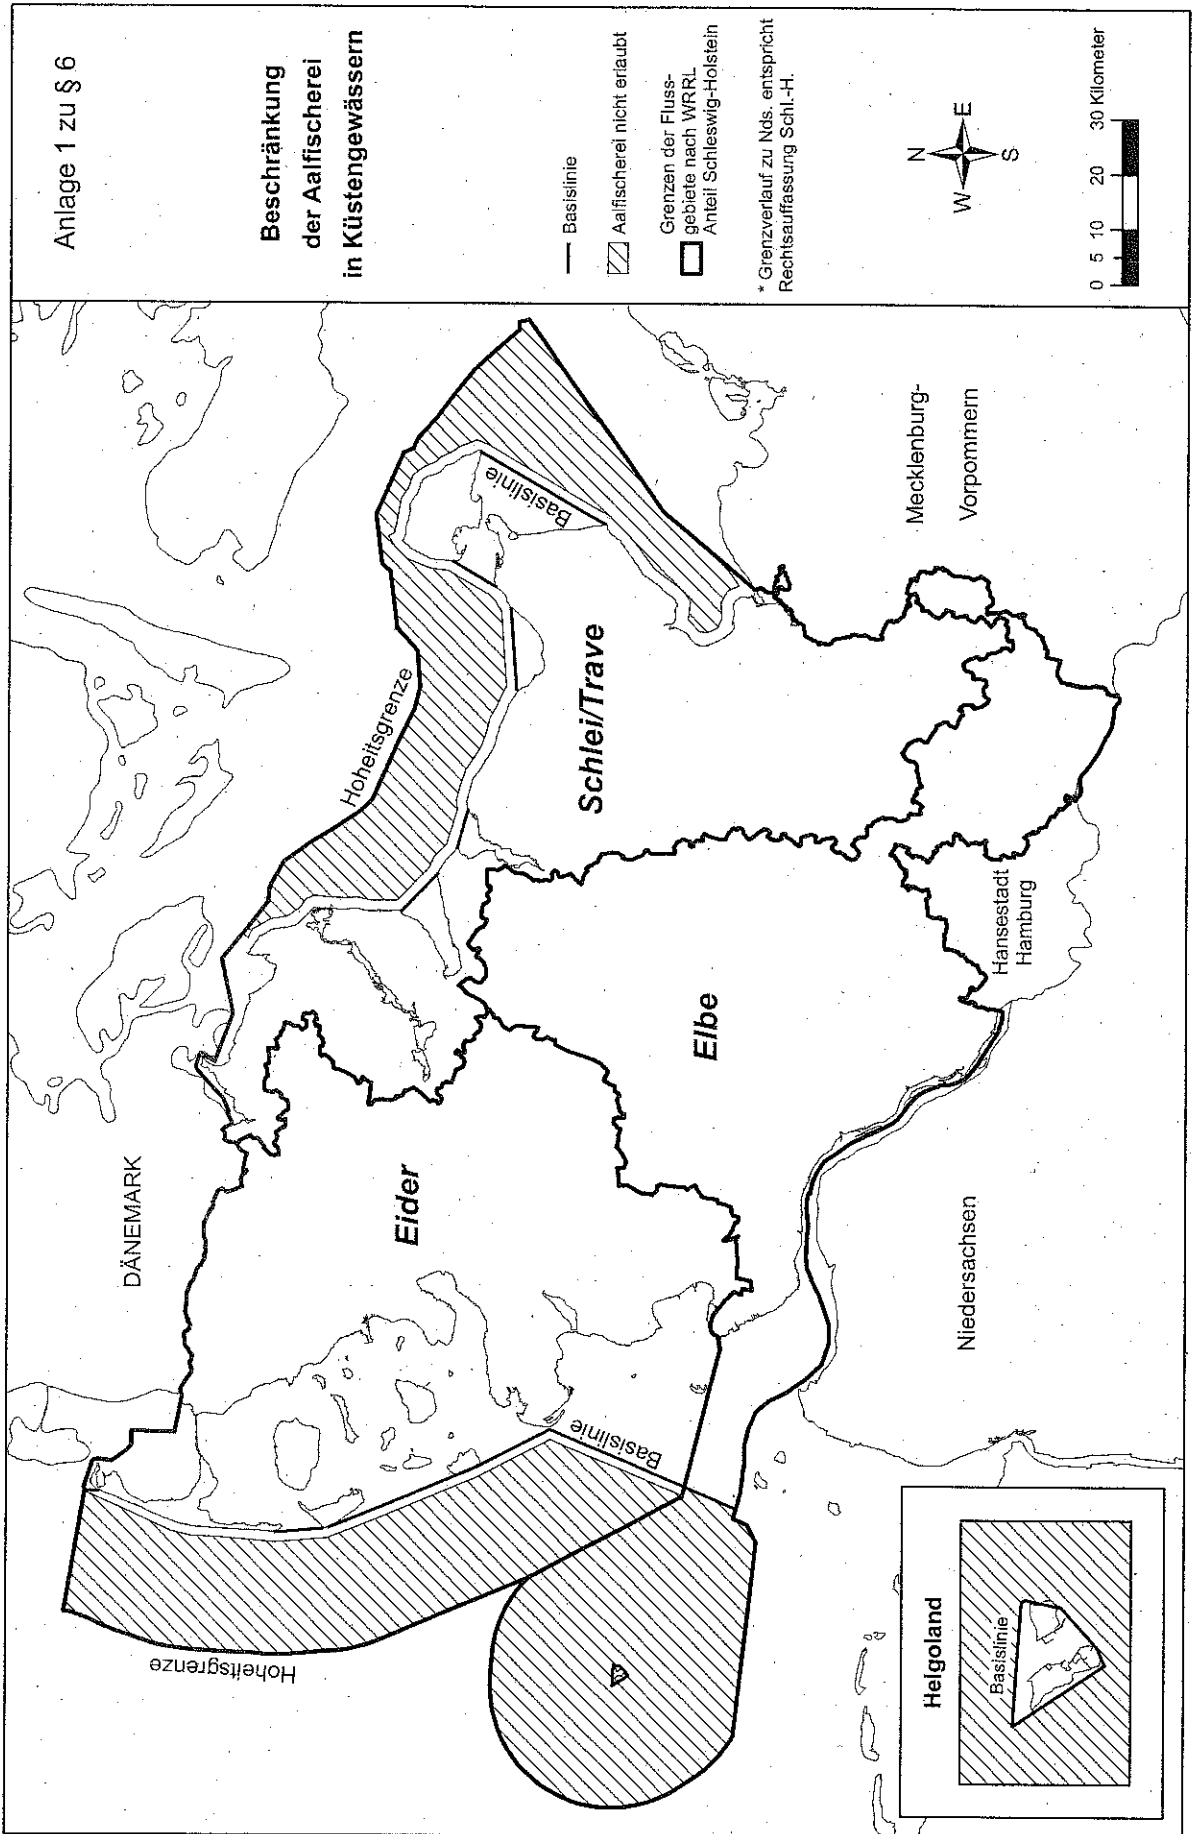 Anlage 1 zu § 6
Beschränkung
der Aalfischerei
in Küstengewässern
Basislinie
Aalfischerei nicht erlaubt
Grenzen der Fluss-
gebiete nach WRRL
Anteil Schleswig-Holstein
* Grenzverlauf zu Nds. entspricht
Rechtsauffassung Schl.-H.
N
W
E
S
0 5 10 20 30 Kilometer
DÄNEMARK
Hoheitsgrenze
Hoheitsgrenze
Basislinie
Basislinie
Eider
Schlei/Trave
Elbe
Mecklenburg-
Vorpommern
Hansestadt
Hamburg
Niedersachsen
Helgoland
Basislinie